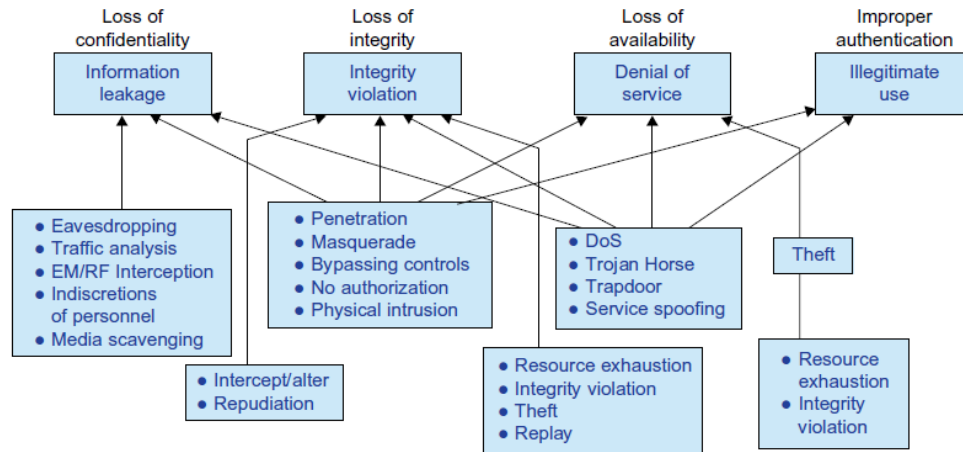 Loss of
confidentiality
Loss of
integrity
Loss of
availability
Improper
authentication
Information
leakage
Integrity
violation
Denial of
service
Illegitimate
use
● Eavesdropping
● Traffic analysis
● EM/RF Interception
● Indiscretions
of personnel
● Media scavenging
● Penetration
● Masquerade
● Bypassing controls
● No authorization
● Physical intrusion
● DoS
● Trojan Horse
● Trapdoor
● Service spoofing
Theft
● Intercept/alter
● Repudiation
● Resource exhaustion
● Integrity violation
● Theft
● Replay
● Resource
exhaustion
● Integrity
violation